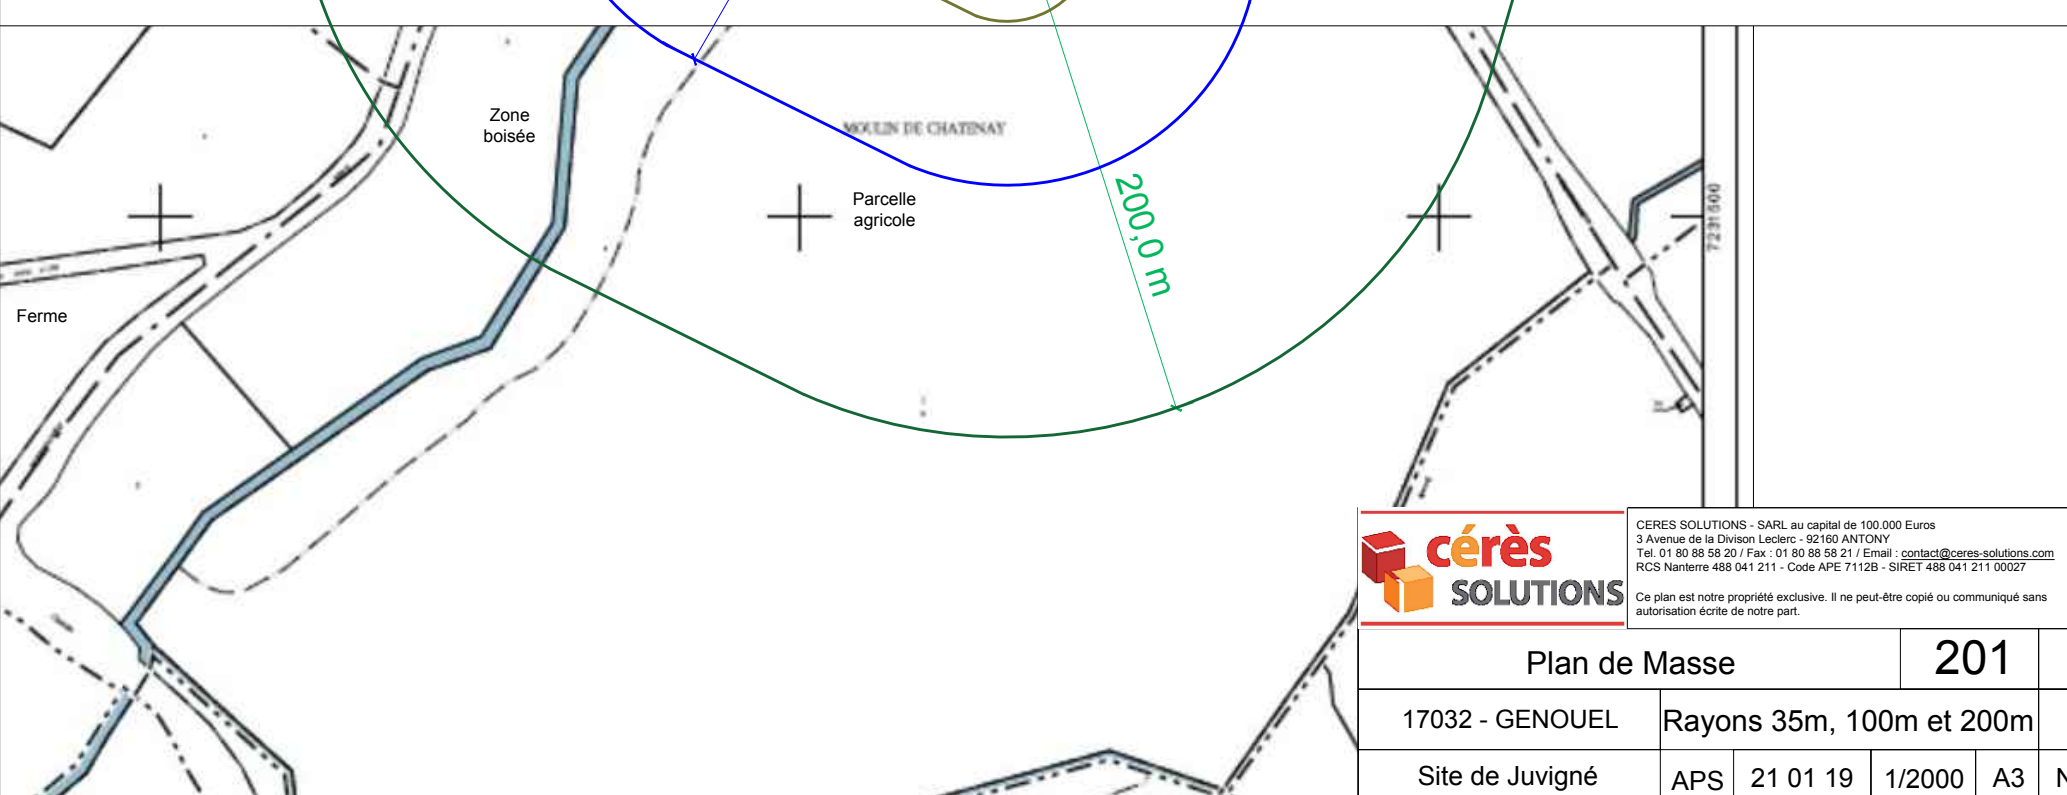 Zone
boisée
MOULIN DE CHATENAY
Parcelle
agricole
200,0 m
7231600
Ferme
cérès
SOLUTIONS
CERES SOLUTIONS - SARL au capital de 100.000 Euros
3 Avenue de la Divison Leclerc - 92160 ANTONY
Tel. 01 80 88 58 20 / Fax : 01 80 88 58 21 / Email : contact@ceres-solutions.com
RCS Nanterre 488 041 211 - Code APE 7112B - SIRET 488 041 211 00027
Ce plan est notre propriété exclusive. Il ne peut-être copié ou communiqué sans
autorisation écrite de notre part.
Plan de Masse 201
17032 - GENOUEL Rayons 35m, 100m et 200m
Site de Juvigné APS 21 01 19 1/2000 A3